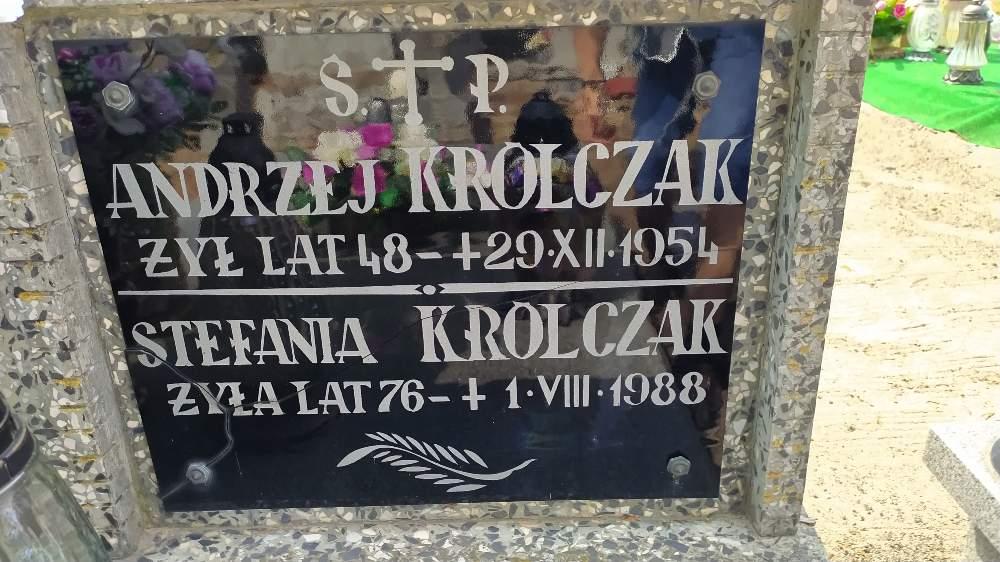 Ś. P.
ANDRZEJ KRÓLCZAK
ŻYŁ LAT 48 - + 29·XII·1954
STEFANIA KRÓLCZAK
ŻYŁA LAT 76 - + 1·VIII·1988